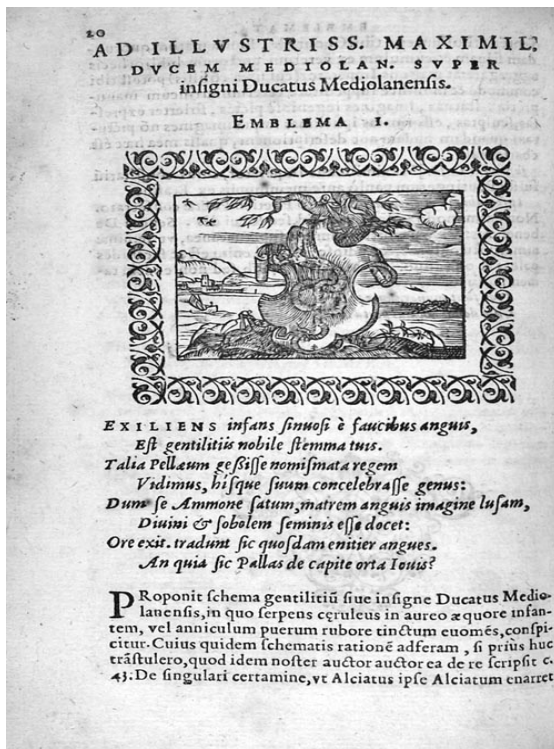 20
AD ILLVSTRISS. MAXIMIL.
DVCEM MEDIOLAN. SVPER
insigni Ducatus Mediolanensis.
EMBLEMA I.
EXILIENS infans sinuosi è faucibus anguis,
Est gentilitiis nobile stemma tuis.
Talia Pellæum gessisse nomismata regem
Vidimus, hisque suum concelebrasse genus:
Dum se Ammone satum, matrem anguis imagine lusam,
Diuini & sobolem seminis esse docet:
Ore exit. tradunt sic quosdam enitier angues.
An quia sic Pallas de capite orta Iouis?
PRoponit schema gentilitiū siue insigne Ducatus Medio-
lanensis, in quo serpens cęruleus in aureo æquore infan-
tem, vel anniculum puerum rubore tinctum euomēs, conspi-
citur. Cuius quidem schematis rationē adferam, si prius huc
trāstulero, quod idem noster auctor auctor ea de re scripsit c.
43. De singulari certamine, vt Alciatus ipse Alciatum enarret